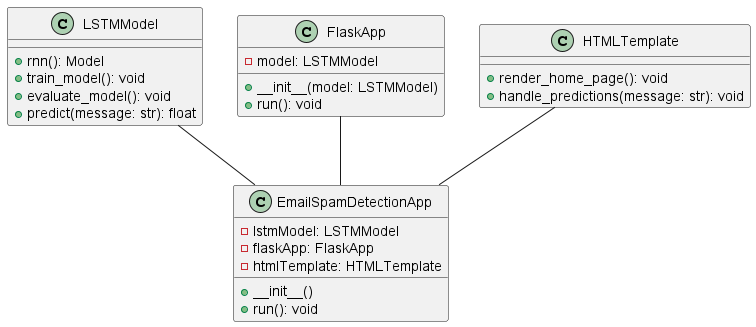 C LSTMModel
rnn(): Model
train_model(): void
evaluate_model(): void
predict(message: str): float
C FlaskApp
model: LSTMModel
__init__(model: LSTMModel)
run(): void
C HTMLTemplate
render_home_page(): void
handle_predictions(message: str): void
C EmailSpamDetectionApp
lstmModel: LSTMModel
flaskApp: FlaskApp
htmlTemplate: HTMLTemplate
__init__()
run(): void